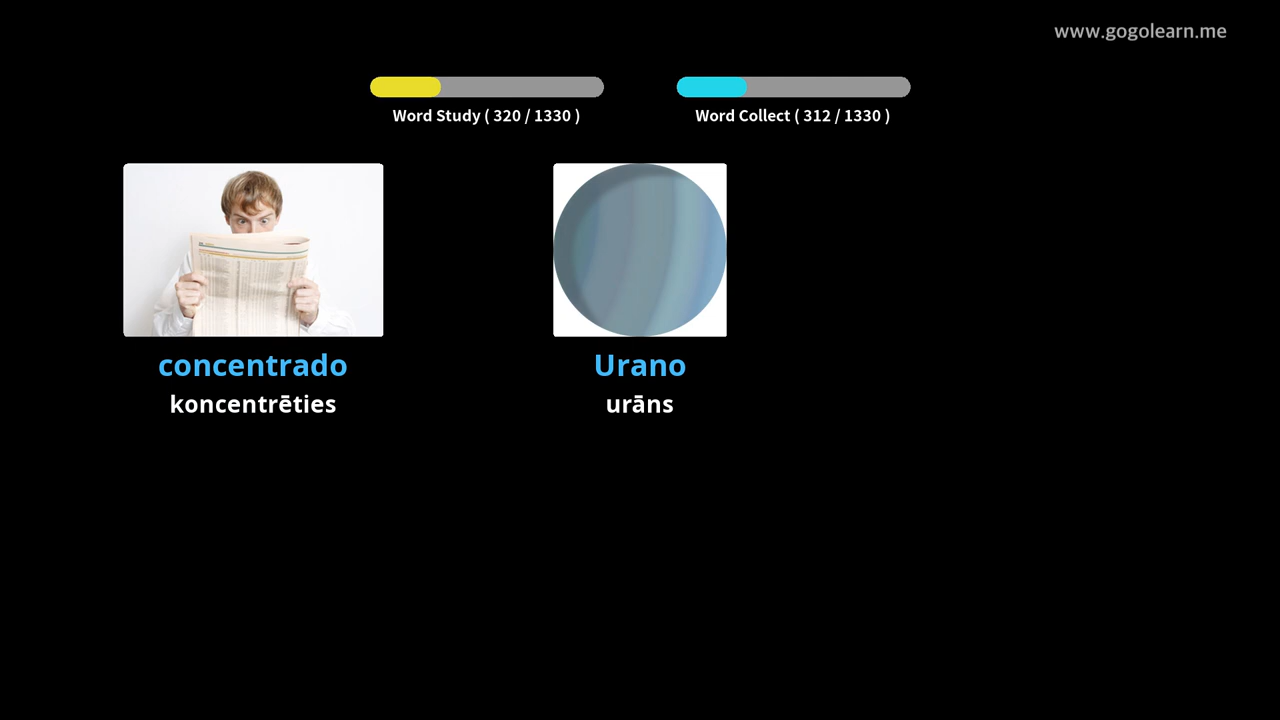 www.gogolearn.me
Word Study ( 320 / 1330 )
Word Collect ( 312 / 1330 )
concentrado
koncentrēties
Urano
urāns